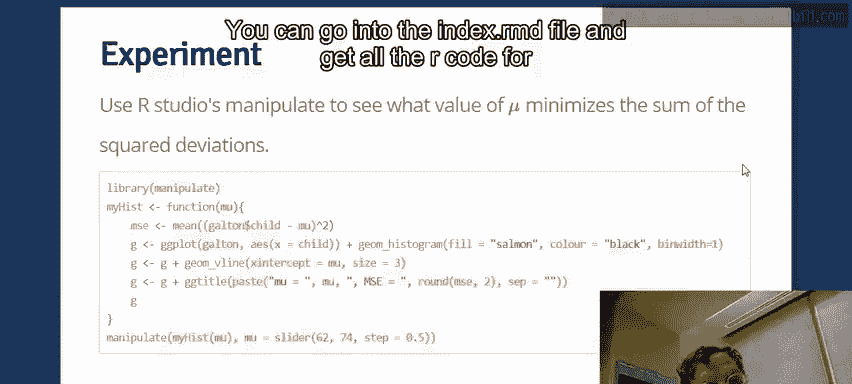 You can go into the index.rmd file and
get all the r code for
Experiment
Use R studio's manipulate to see what value of μ minimizes the sum of the
squared deviations.
library(manipulate)
myHist <- function(mu){
mse <- mean((galton$child - mu)^2)
g <- ggplot(galton, aes(x = child)) + geom_histogram(fill = "salmon", colour = "black", binwidth=1)
g <- g + geom_vline(xintercept = mu, size = 3)
g <- g + ggtitle(paste("mu = ", mu, ", MSE = ", round(mse, 2), sep = ""))
g
}
manipulate(myHist(mu), mu = slider(62, 74, step = 0.5))